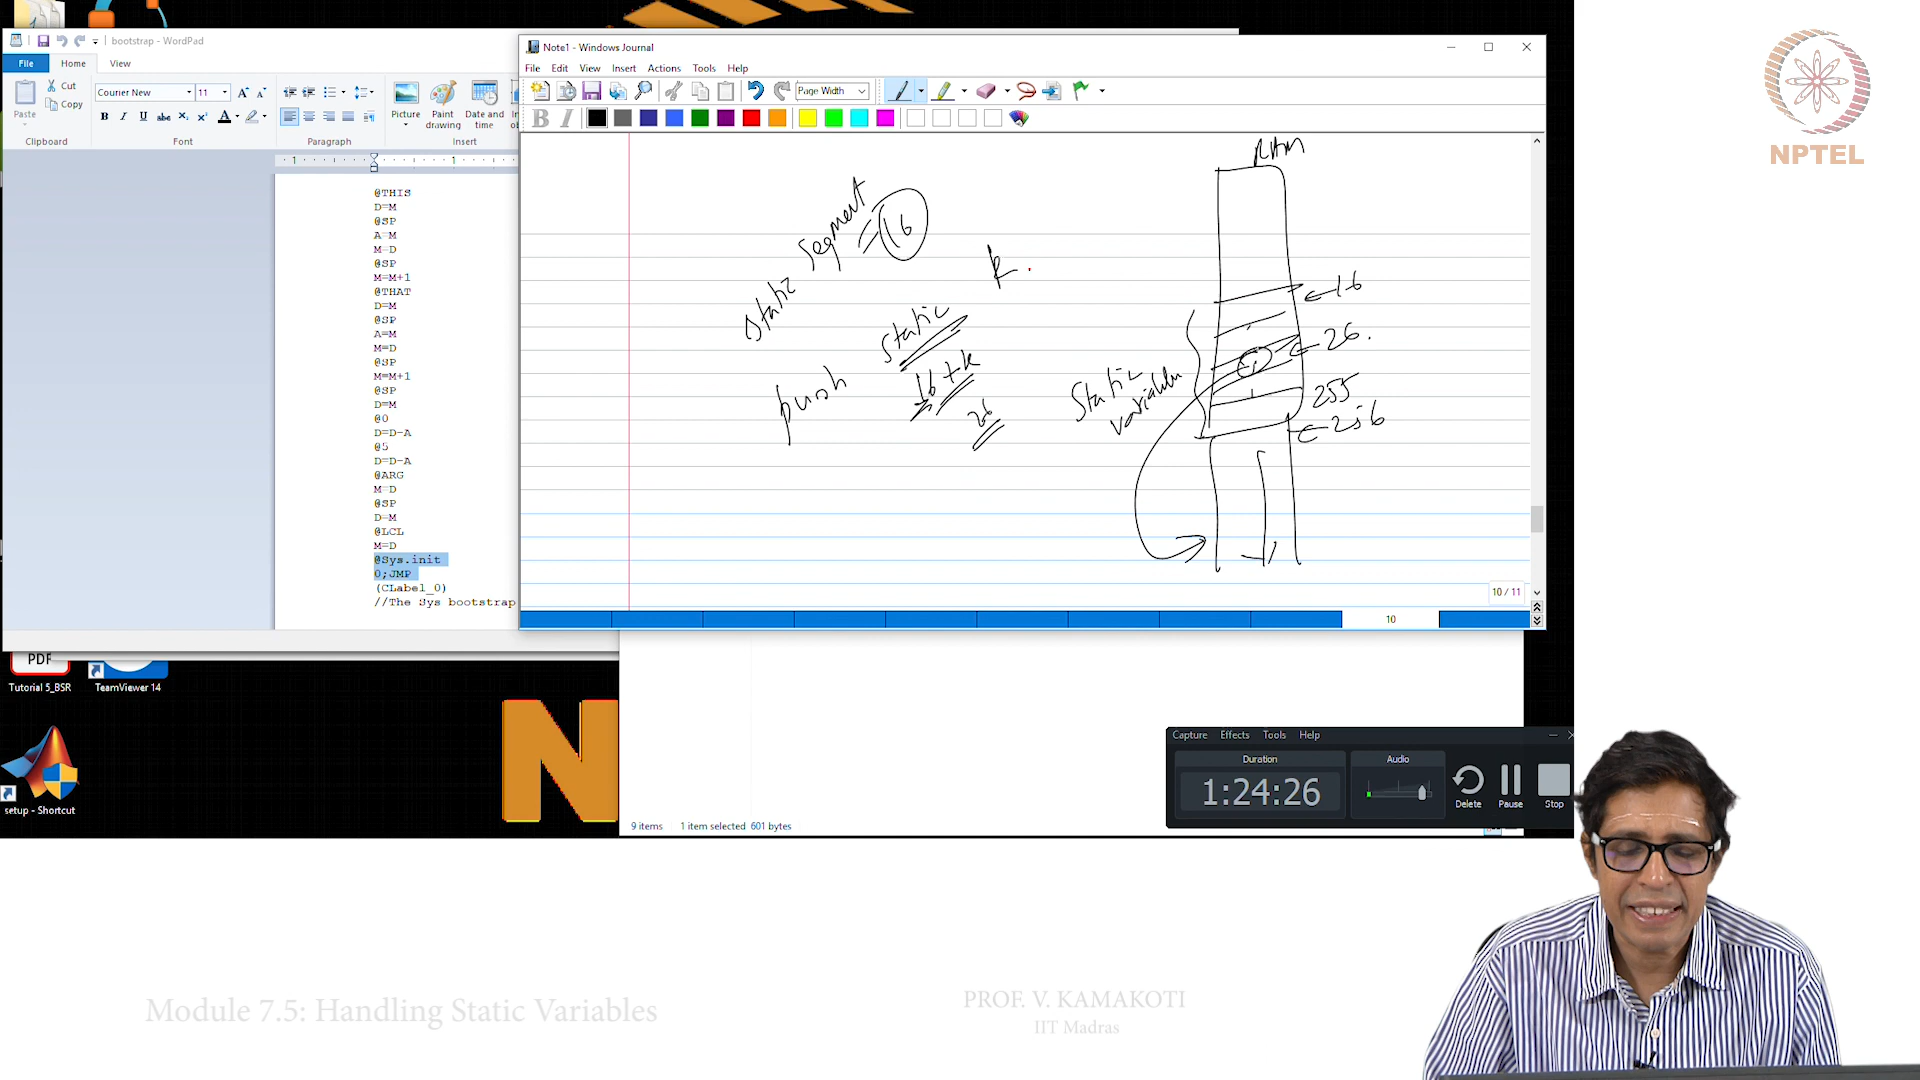 bootstrap - WordPad
File
Home
View
Cut
Copy
Paste
Clipboard
Courier New
11
Font
Paragraph
Picture
Paint drawing
Date and time
Insert
1
1
@THIS
D=M
@SP
A=M
M=D
@SP
M=M+1
@THAT
D=M
@SP
A=M
M=D
@SP
M=M+1
@SP
D=M
@0
D=D-A
@5
D=D-A
@ARG
M=D
@SP
D=M
@LCL
M=D
@Sys.init
0;JMP
(CLabel_0)
//The Sys bootstrap
Note1 - Windows Journal
File Edit View Insert Actions Tools Help
Page Width
static segment
16
k
push static
16 + k
26
RAM
16
26.
255
256
Static
variables
10 / 11
10
PDF
Tutorial 5_BSR
TeamViewer 14
setup - Shortcut
N
9 items 1 item selected 601 bytes
Capture Effects Tools Help
Duration
1:24:26
Audio
Delete
Pause
Stop
NPTEL
Module 7.5: Handling Static Variables
PROF. V. KAMAKOTI
IIT Madras